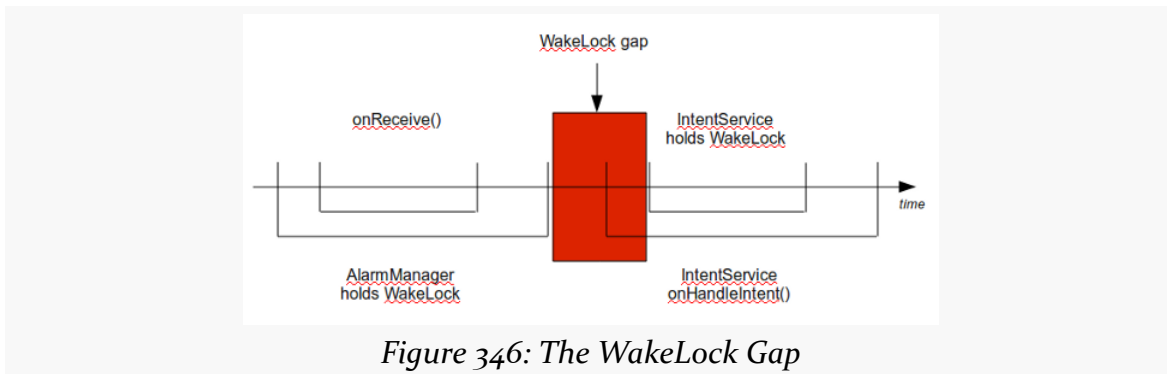 WakeLock gap
onReceive()
IntentService
holds WakeLock
time
AlarmManager
holds WakeLock
IntentService
onHandleIntent()
Figure 346: The WakeLock Gap